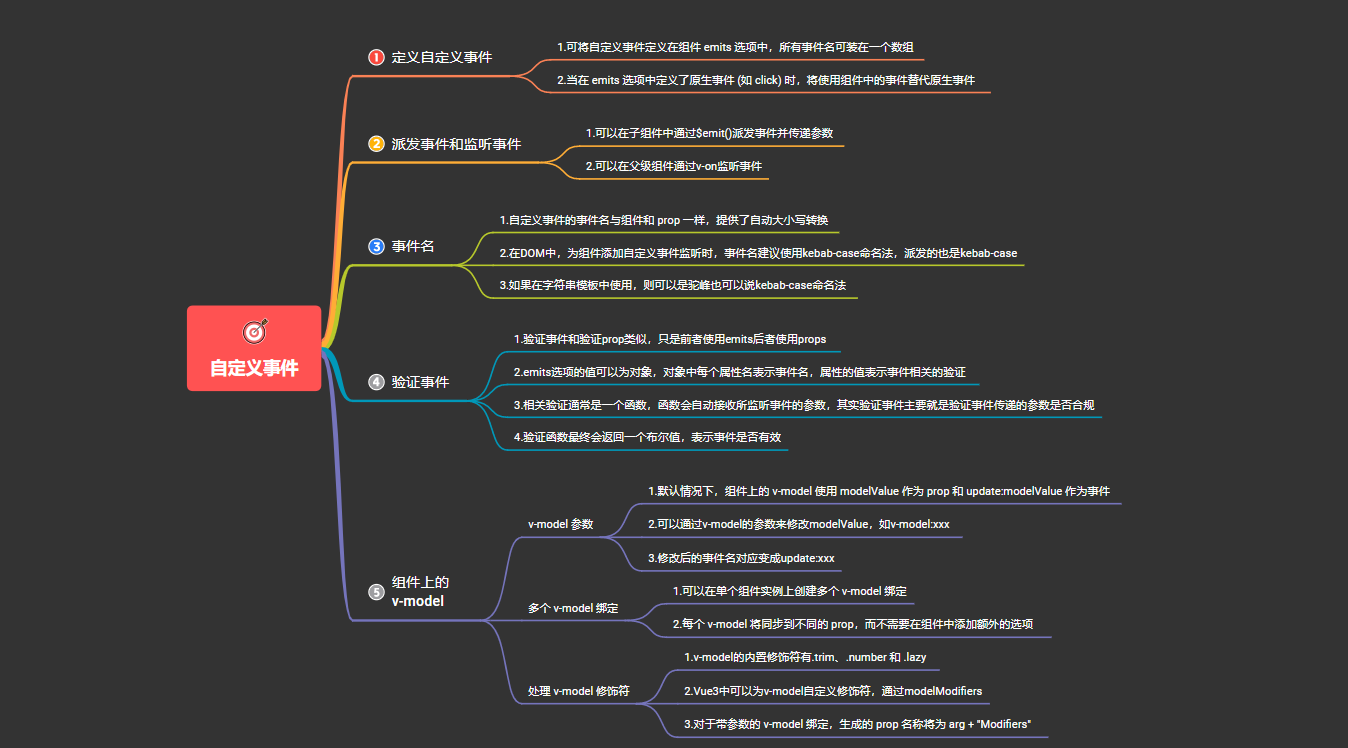 自定义事件
1 定义自定义事件
1.可将自定义事件定义在组件 emits 选项中，所有事件名可装在一个数组
2.当在 emits 选项中定义了原生事件 (如 click) 时，将使用组件中的事件替代原生事件
2 派发事件和监听事件
1.可以在子组件中通过$emit()派发事件并传递参数
2.可以在父级组件通过v-on监听事件
3 事件名
1.自定义事件的事件名与组件和 prop 一样，提供了自动大小写转换
2.在DOM中，为组件添加自定义事件监听时，事件名建议使用kebab-case命名法，派发的也是kebab-case
3.如果在字符串模板中使用，则可以是驼峰也可以说kebab-case命名法
4 验证事件
1.验证事件和验证prop类似，只是前者使用emits后者使用props
2.emits选项的值可以为对象，对象中每个属性名表示事件名，属性的值表示事件相关的验证
3.相关验证通常是一个函数，函数会自动接收所监听事件的参数，其实验证事件主要就是验证事件传递的参数是否合规
4.验证函数最终会返回一个布尔值，表示事件是否有效
5 组件上的
v-model
v-model 参数
1.默认情况下，组件上的 v-model 使用 modelValue 作为 prop 和 update:modelValue 作为事件
2.可以通过v-model的参数来修改modelValue，如v-model:xxx
3.修改后的事件名对应变成update:xxx
多个 v-model 绑定
1.可以在单个组件实例上创建多个 v-model 绑定
2.每个 v-model 将同步到不同的 prop，而不需要在组件中添加额外的选项
处理 v-model 修饰符
1.v-model的内置修饰符有.trim、.number 和 .lazy
2.Vue3中可以为v-model自定义修饰符，通过modelModifiers
3.对于带参数的 v-model 绑定，生成的 prop 名称将为 arg + "Modifiers"